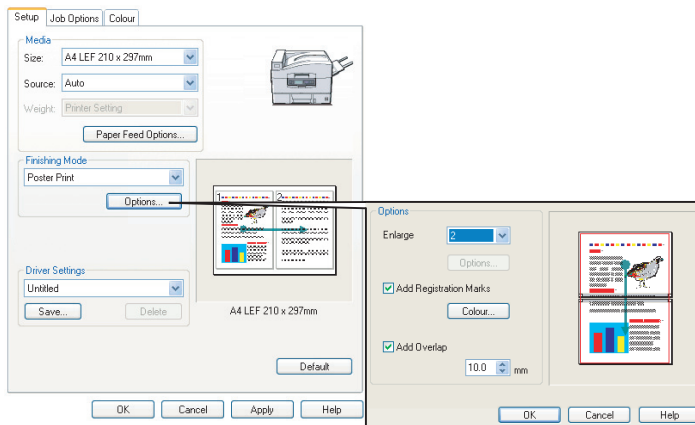 Setup Job Options Colour
Media
Size: A4 LEF 210 x 297mm
Source: Auto
Weight: Printer Setting
Paper Feed Options...
Finishing Mode
Poster Print
Options...
1 2
Driver Settings
Untitled
Save... Delete
A4 LEF 210 x 297mm
Default
OK Cancel Apply Help
Options
Enlarge 2
Options...
Add Registration Marks
Colour...
Add Overlap
10.0 mm
OK Cancel Help